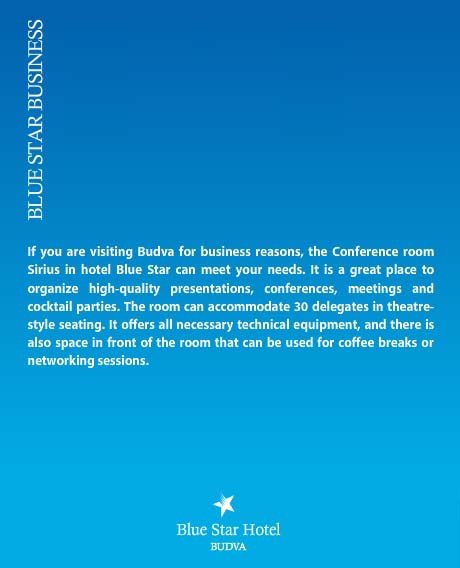 BLUE STAR BUSINESS
If you are visiting Budva for business reasons, the Conference room
Sirius in hotel Blue Star can meet your needs. It is a great place to
organize high-quality presentations, conferences, meetings and
cocktail parties. The room can accommodate 30 delegates in theatre-
style seating. It offers all necessary technical equipment, and there is
also space in front of the room that can be used for coffee breaks or
networking sessions.
Blue Star Hotel
BUDVA